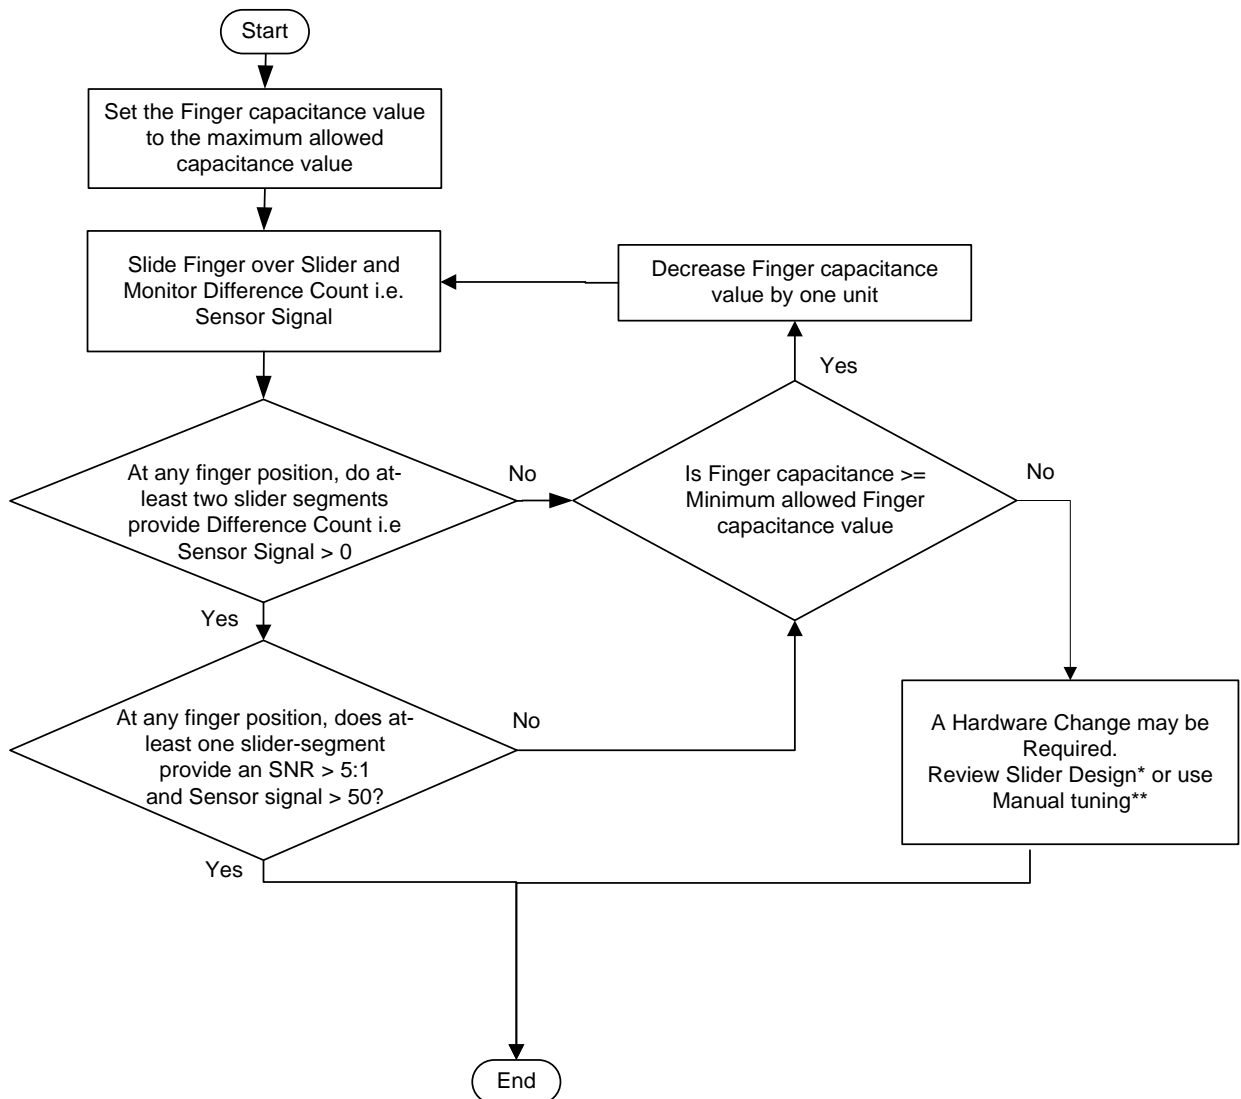 Start
Set the Finger capacitance value
to the maximum allowed
capacitance value
Slide Finger over Slider and
Monitor Difference Count i.e.
Sensor Signal
Decrease Finger capacitance
value by one unit
Yes
At any finger position, do at-
least two slider segments
provide Difference Count i.e
Sensor Signal > 0
No
Is Finger capacitance >=
Minimum allowed Finger
capacitance value
No
Yes
At any finger position, does at-
least one slider-segment
provide an SNR > 5:1
and Sensor signal > 50?
No
A Hardware Change may be
Required.
Review Slider Design* or use
Manual tuning**
Yes
End